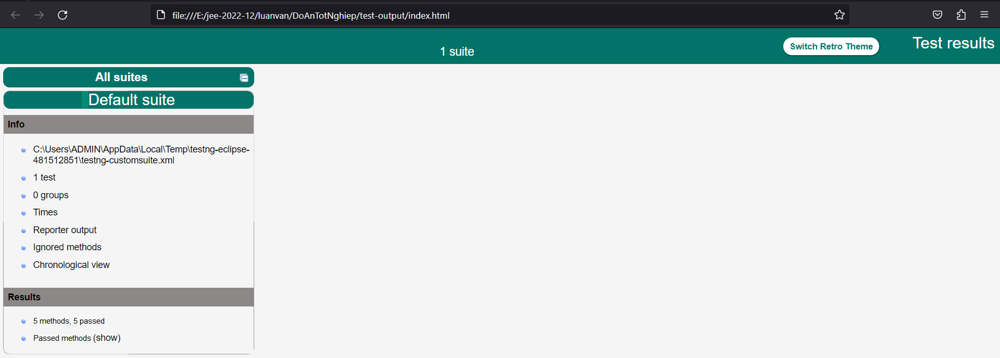 file:///E:/jee-2022-12/luanvan/DoAnTotNghiep/test-output/index.html
1 suite
Switch Retro Theme
Test results
All suites
Default suite
Info
C:\Users\ADMIN\AppData\Local\Temp\testng-eclipse-
481512851\testng-customsuite.xml
1 test
0 groups
Times
Reporter output
Ignored methods
Chronological view
Results
5 methods, 5 passed
Passed methods (show)